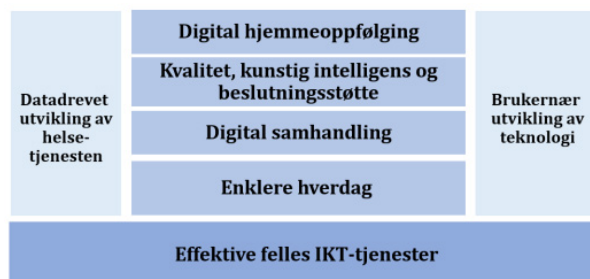 Datadrevet
utvikling av
helse-
tjenesten
Digital hjemmeoppfølging
Kvalitet, kunstig intelligens og
beslutningsstøtte
Digital samhandling
Enklere hverdag
Brukernær
utvikling av
teknologi
Effektive felles IKT-tjenester